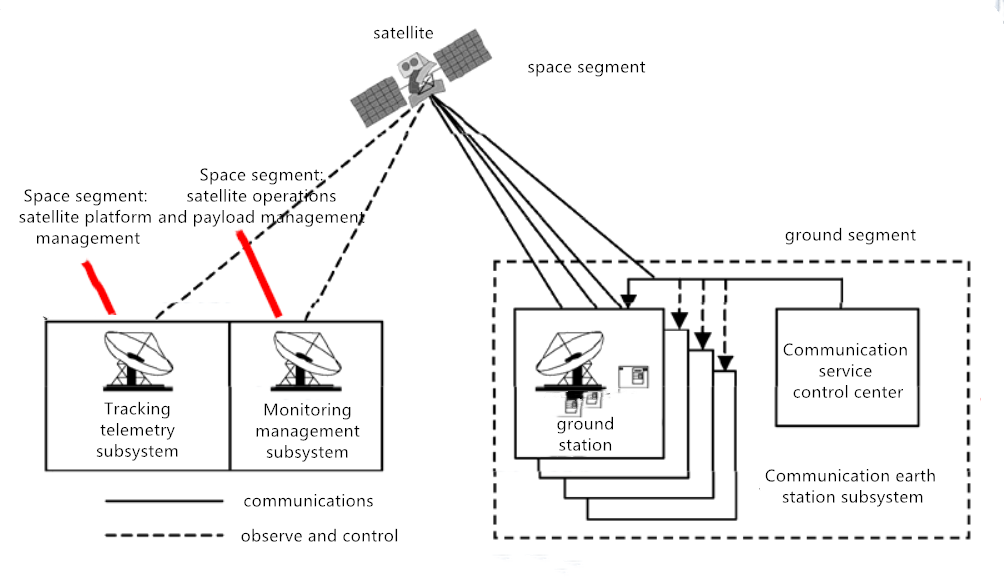 satellite
space segment
Space segment:
satellite operations
and payload management
Space segment:
satellite platform
management
ground segment
Tracking
telemetry
subsystem
Monitoring
management
subsystem
ground
station
Communication
service
control center
Communication earth
station subsystem
communications
observe and control